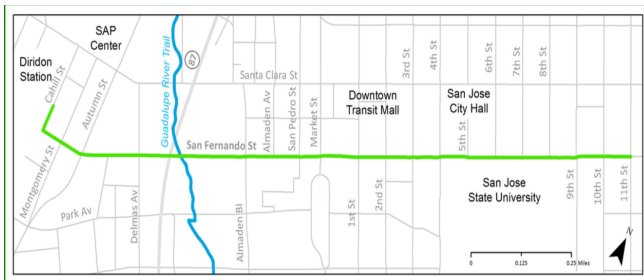 SAP
Center
Diridon
Station
Cahill St
Autumn St
Montgomery St
Guadalupe River Trail
87
Santa Clara St
San Fernando St
Park Av
Delmas Av
Almaden Av
Almaden Bl
San Pedro St
Market St
Downtown
Transit Mall
1st St
2nd St
3rd St
4th St
San Jose
City Hall
5th St
6th St
7th St
8th St
San Jose
State University
9th St
10th St
11th St
N
0 0.125 0.25 Miles